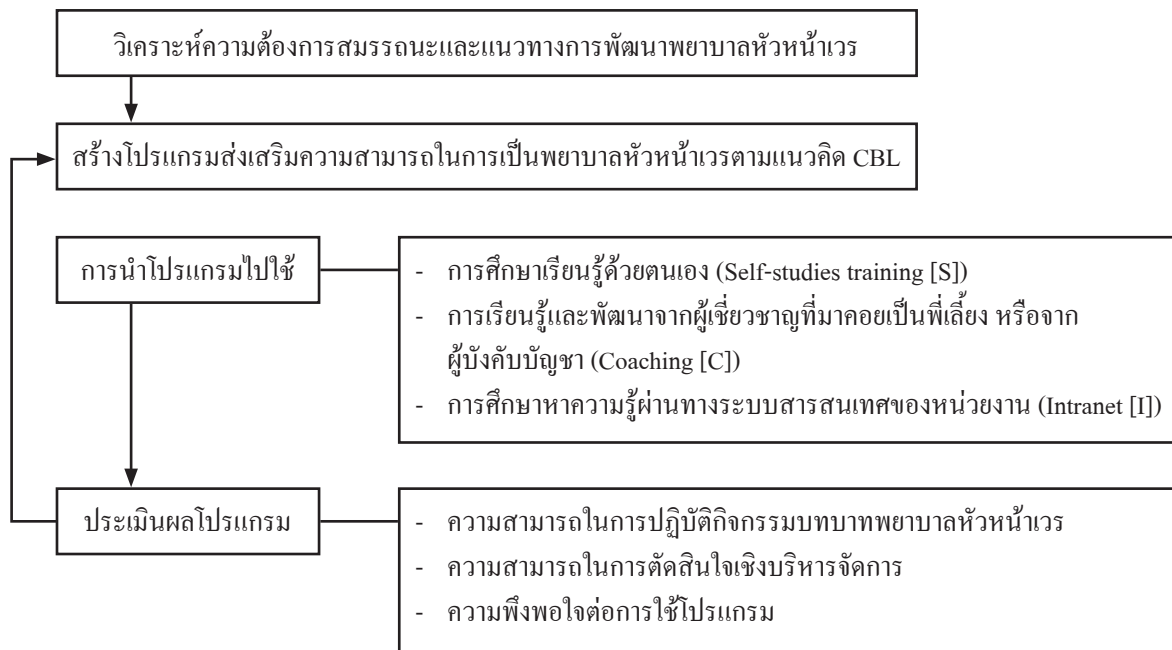 วิเคราะห์ความต้องการสมรรถนะและแนวทางการพัฒนาพยาบาลหัวหน้าเวร
สร้างโปรแกรมส่งเสริมความสามารถในการเป็นพยาบาลหัวหน้าเวรตามแนวคิด CBL
การนำโปรแกรมไปใช้
- การศึกษาเรียนรู้ด้วยตนเอง (Self-studies training [S])
- การเรียนรู้และพัฒนาจากผู้เชี่ยวชาญที่มาคอยเป็นพี่เลี้ยง หรือจาก
ผู้บังคับบัญชา (Coaching [C])
- การศึกษาหาความรู้ผ่านทางระบบสารสนเทศของหน่วยงาน (Intranet [I])
ประเมินผลโปรแกรม
- ความสามารถในการปฏิบัติกิจกรรมบทบาทพยาบาลหัวหน้าเวร
- ความสามารถในการตัดสินใจเชิงบริหารจัดการ
- ความพึงพอใจต่อการใช้โปรแกรม